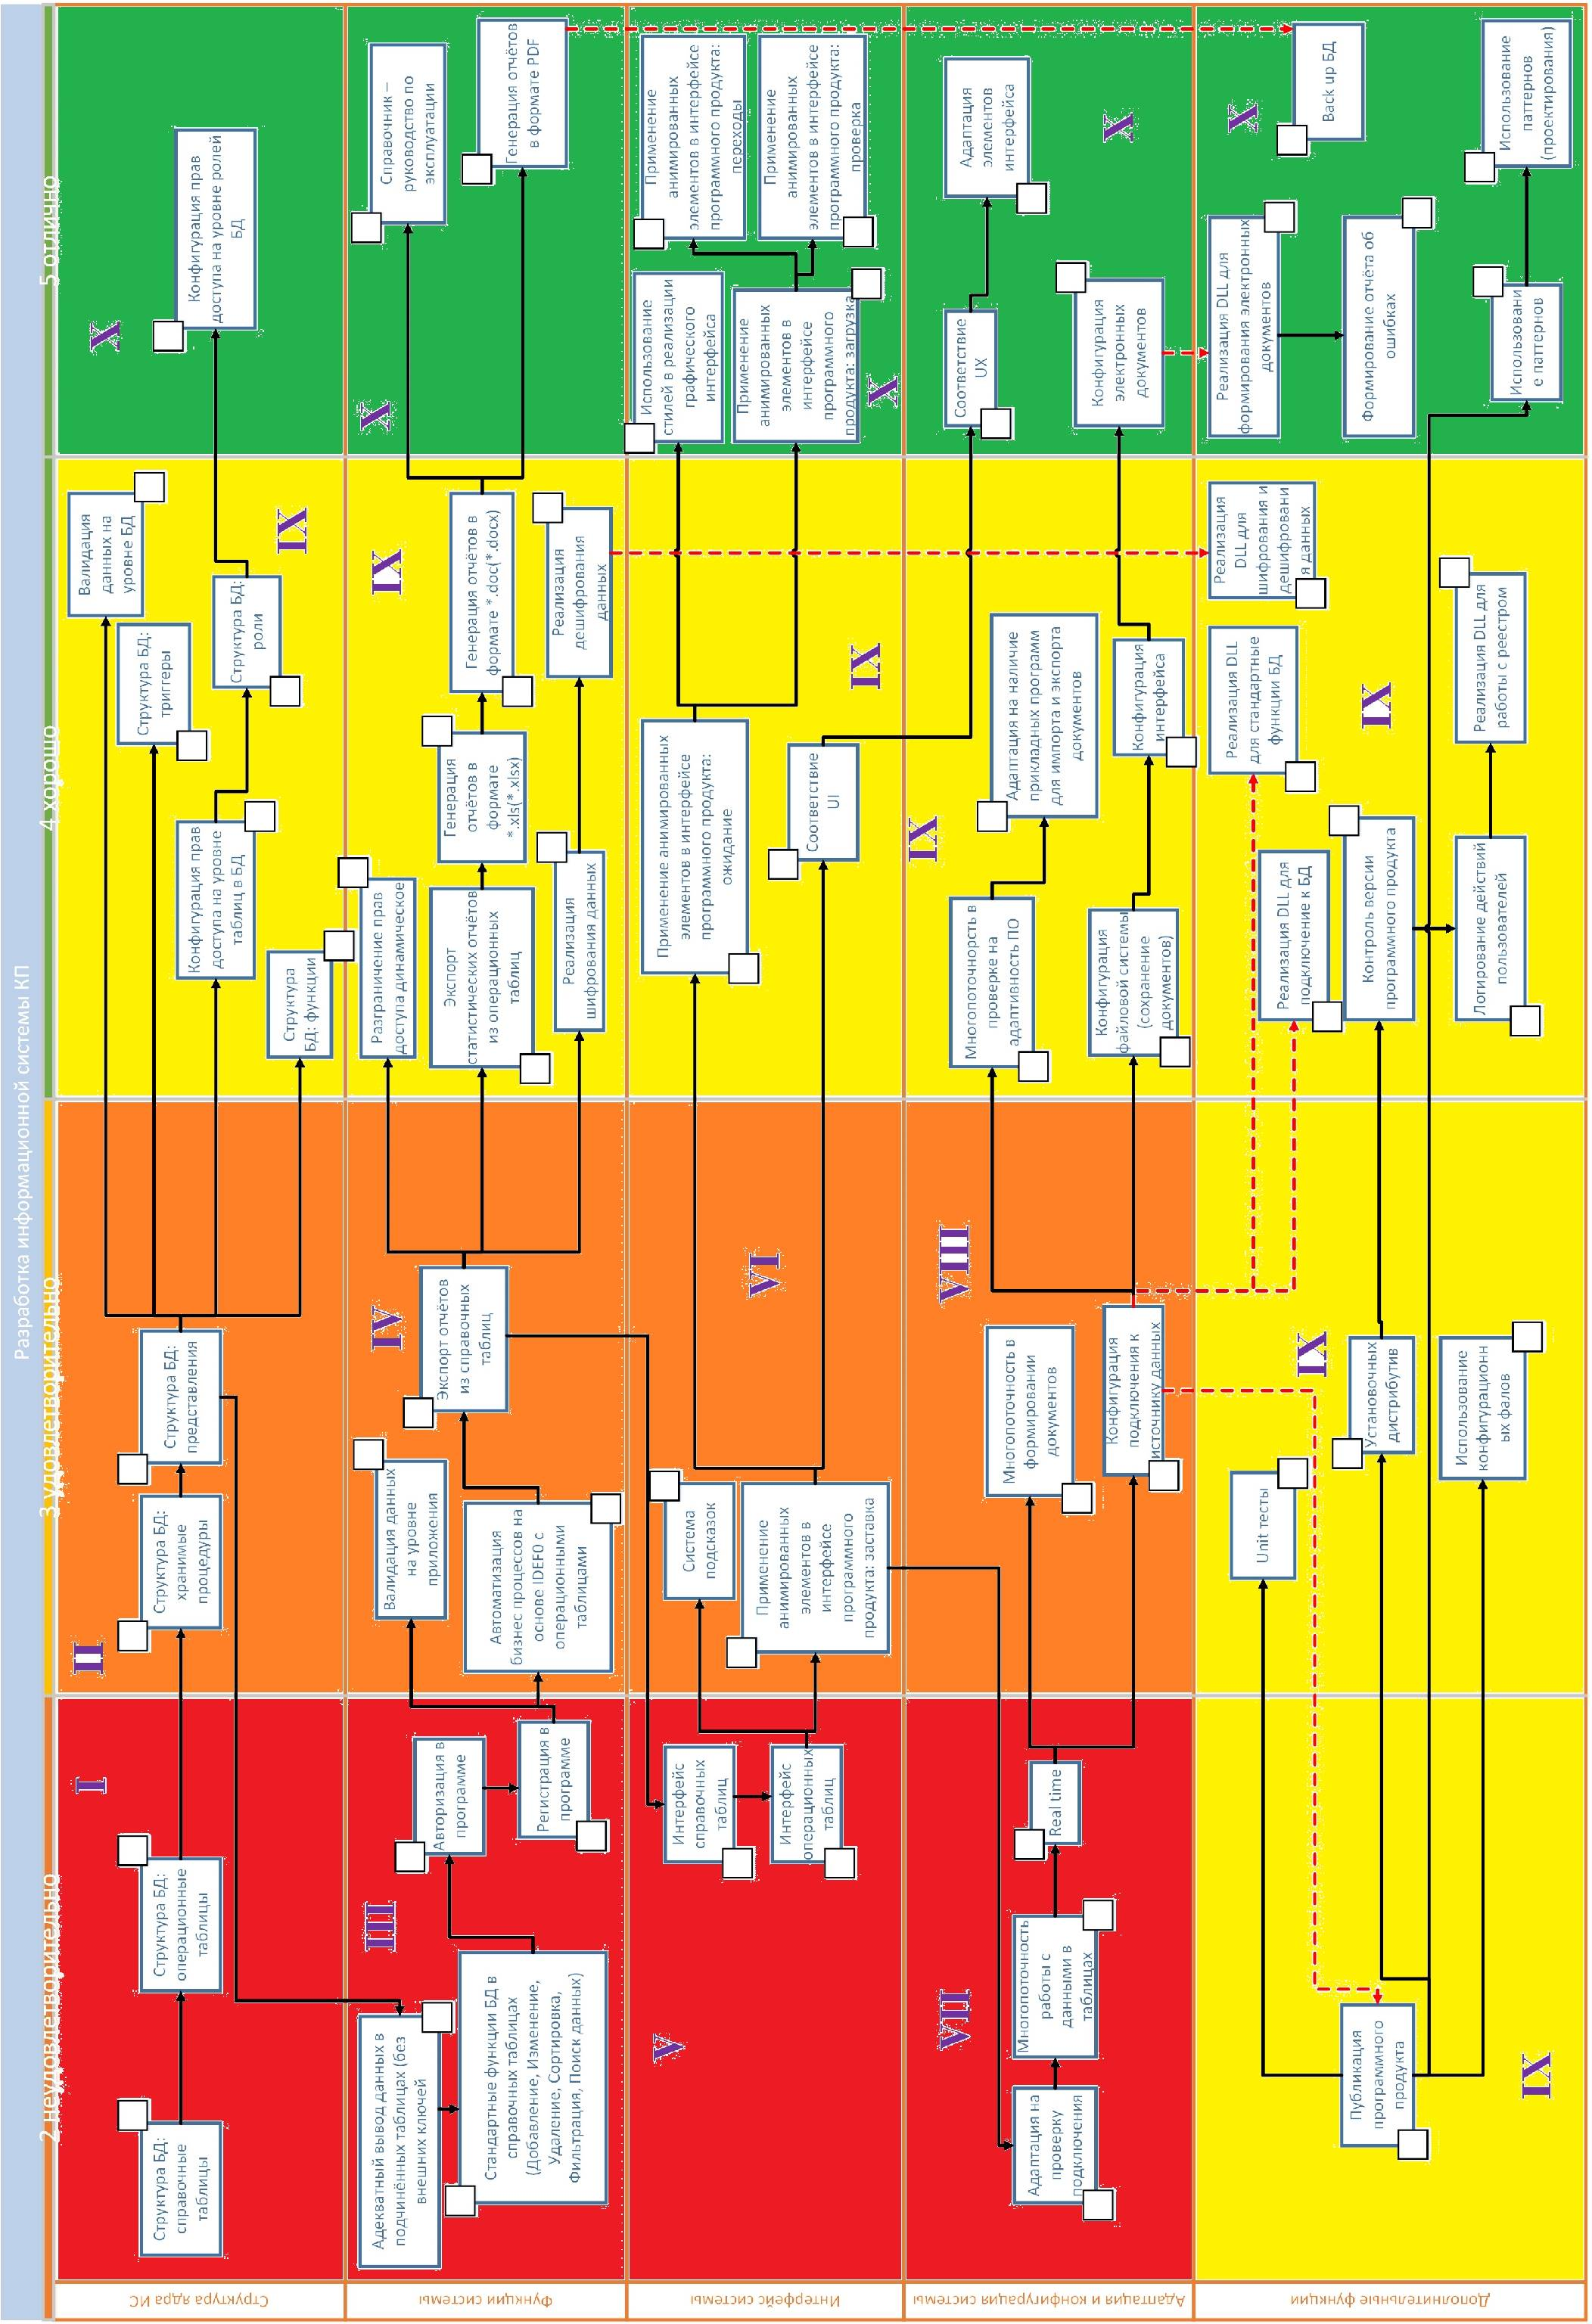 Разработка информационной системы КП
2 неудовлетворительно
3 удовлетворительно
4 хорошо
5 отлично
Структура ядра ИС
I
II
IX
X
Структура БД:
справочные
таблицы
Структура БД:
операционные
таблицы
Структура БД:
хранимые
процедуры
Структура БД:
представления
Валидация
данных на
уровне БД
Структура БД:
триггеры
Конфигурация прав
доступа на уровне
таблиц в БД
Структура БД:
роли
Структура
БД: функции
Конфигурация прав
доступа на уровне ролей
БД
Функции системы
III
IV
IX
X
Адекватный вывод данных в
подчинённых таблицах (без
внешних ключей
Стандартные функции БД в
справочных таблицах
(Добавление, Изменение,
Удаление, Сортировка,
Фильтрация, Поиск данных)
Авторизация в
программе
Регистрация в
программе
Валидация данных
на уровне
приложения
Автоматизация
бизнес процессов на
основе IDEF0 с
операционными
таблицами
Экспорт отчётов
из справочных
таблиц
Разграничение прав
доступа динамическое
Экспорт
статистических отчётов
из операционных
таблиц
Реализация
шифрования данных
Генерация
отчётов в
формате
*.xls(*.xlsx)
Генерация отчётов в
формате *.doc(*.docx)
Реализация
дешифрования
данных
Справочник –
руководство по
эксплуатации
Генерация отчётов
в формате PDF
Интерфейс системы
V
VI
IX
X
Интерфейс
справочных
таблиц
Интерфейс
операционных
таблиц
Система
подсказок
Применение
анимированных
элементов в
интерфейсе
программного
продукта: заставка
Применение анимированных
элементов в интерфейсе
программного продукта:
ожидание
Соответствие
UI
Использование
стилей в реализации
графического
интерфейса
Применение
анимированных
элементов в
интерфейсе
программного
продукта: загрузка
Применение
анимированных
элементов в интерфейсе
программного продукта:
переходы
Применение
анимированных
элементов в интерфейсе
программного продукта:
проверка
Адаптация и конфигурация системы
VII
VIII
IX
X
Адаптация на
проверку
подключения
Многопоточность
работы с
данными в
таблицах
Real time
Многопоточность в
формировании
документов
Конфигурация
подключения к
источнику данных
Многопоточность в
проверке на
адаптивность ПО
Конфигурация
файловой системы
(сохранение
документов)
Адаптация на наличие
прикладных программ
для импорта и экспорта
документов
Конфигурация
интерфейса
Соответствие
UX
Конфигурация
электронных
документов
Адаптация
элементов
интерфейса
Дополнительные функции
IX
IX
IX
X
Публикация
программного
продукта
Unit тесты
Установочных
дистрибутив
Использование
конфигурационн
ых фалов
Реализация DLL для
подключение к БД
Контроль версии
программного продукта
Логирование действий
пользователей
Реализация DLL
для стандартные
функции БД
Реализация
DLL для
шифрования и
дешифровани
я данных
Реализация DLL для
работы с реестром
Реализация DLL для
формирования электронных
документов
Формирование отчёта об
ошибках
Использовани
е паттернов
Back up БД
Использование
паттернов
(проектирования)